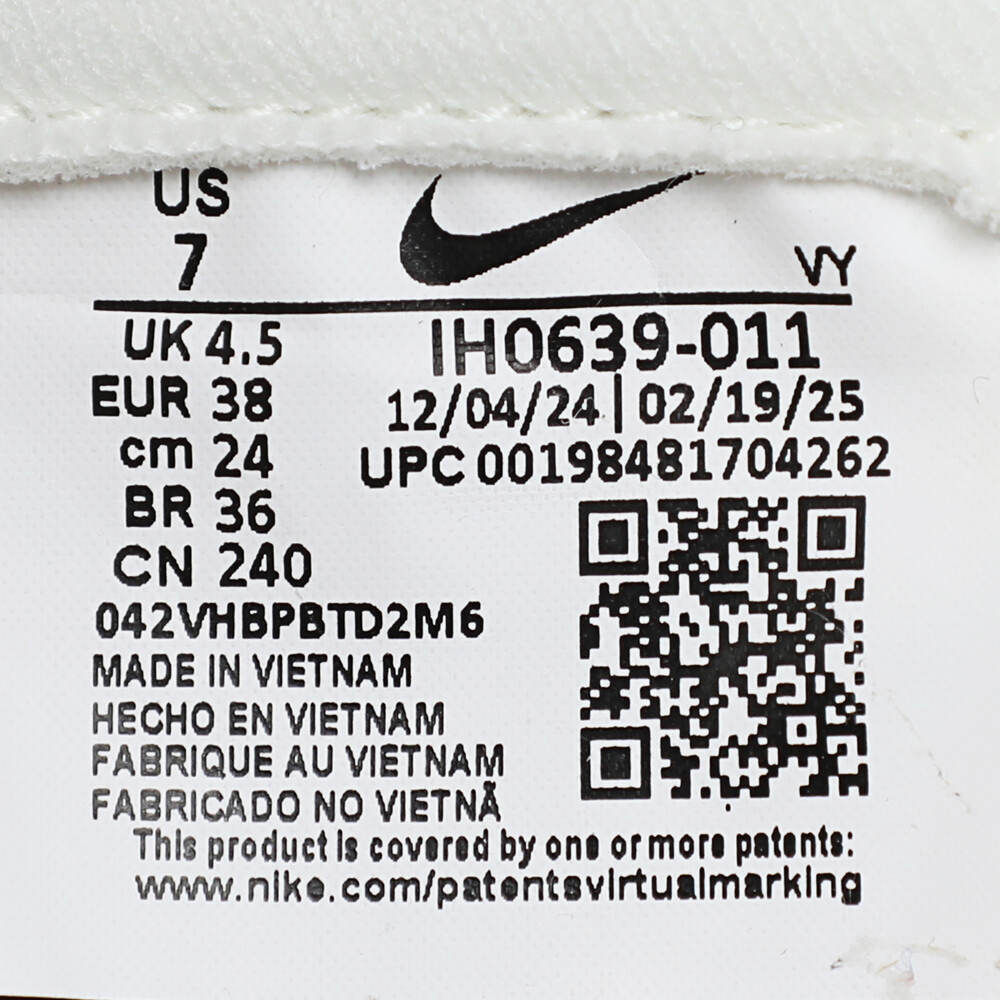 US
7
VY
UK 4.5
EUR 38
cm 24
BR 36
CN 240
IH0639-011
12/04/24 | 02/19/25
UPC 00198481704262
042VHBPBTD2M6
MADE IN VIETNAM
HECHO EN VIETNAM
FABRIQUE AU VIETNAM
FABRICADO NO VIETNÃ
This product is covered by one or more patents:
www.nike.com/patentsvirtualmarking